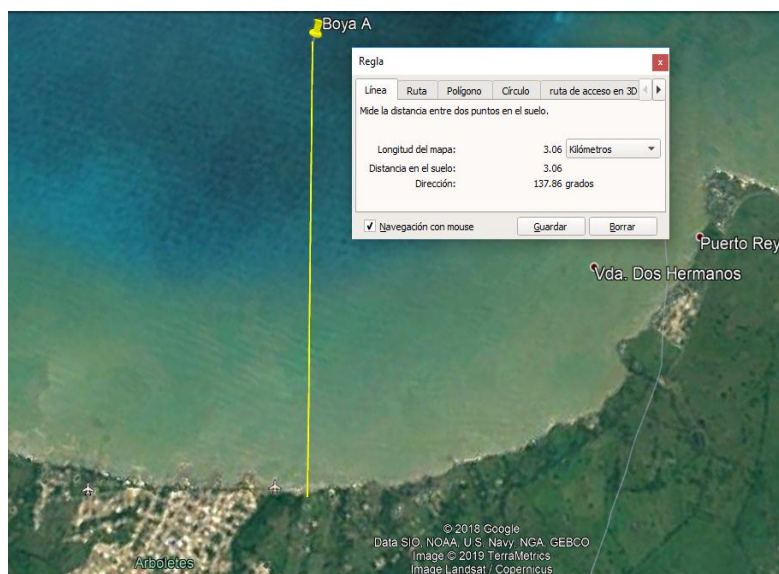 Boya A
Regla
x
Línea Ruta Polígono Círculo ruta de acceso en 3D
Mide la distancia entre dos puntos en el suelo.
Longitud del mapa: 3.06 Kilómetros
Distancia en el suelo: 3.06
Dirección: 137.86 grados
Navegación con mouse Guardar Borrar
Puerto Rey
Vda. Dos Hermanos
© 2018 Google
Data SIO, NOAA, U.S. Navy, NGA, GEBCO
Image © 2019 TerraMetrics
Arboletes
Image Landsat / Copernicus